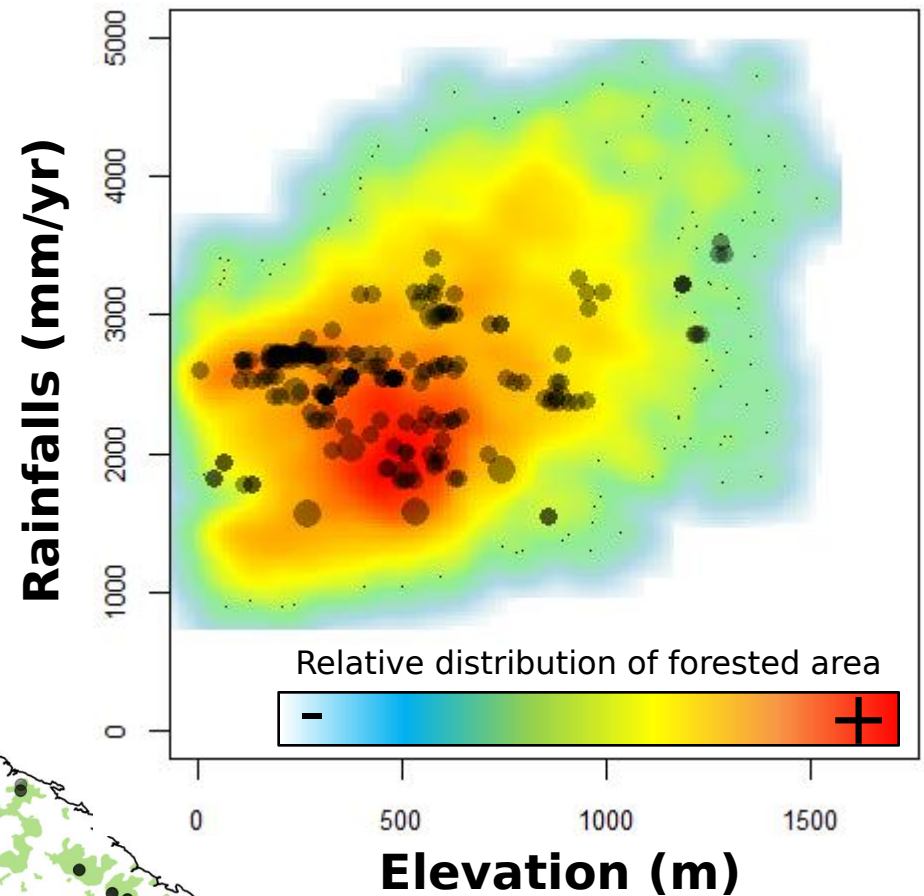 Rainfalls (mm/yr)
5000
4000
3000
2000
1000
0
Relative distribution of forested area
- +
0 500 1000 1500
Elevation (m)